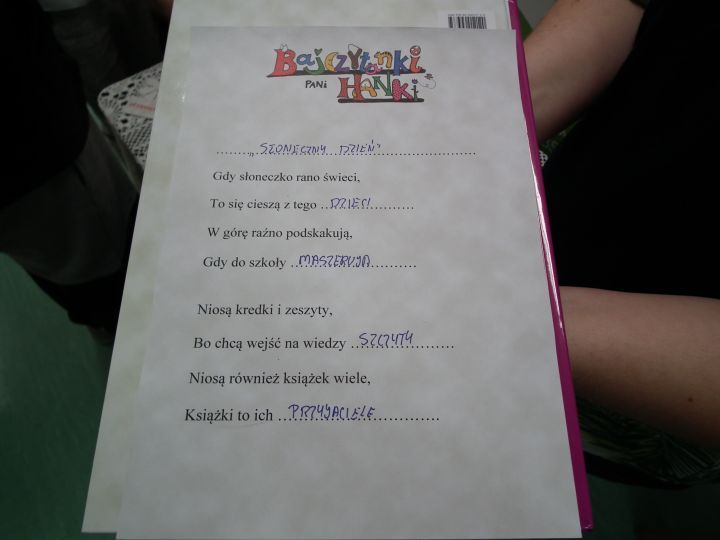 Bajczytanki
PANI HANKi
........„SŁONECZNY DZIEŃ"........................
Gdy słoneczko rano świeci,
To się cieszą z tego ..DZIECI..........
W górę raźno podskakują,
Gdy do szkoły ..MASZERUJĄ...........
Niosą kredki i zeszyty,
Bo chcą wejść na wiedzy ..SZCZYTY..........
Niosą również książek wiele,
Książki to ich ...PRZYJACIELE..............